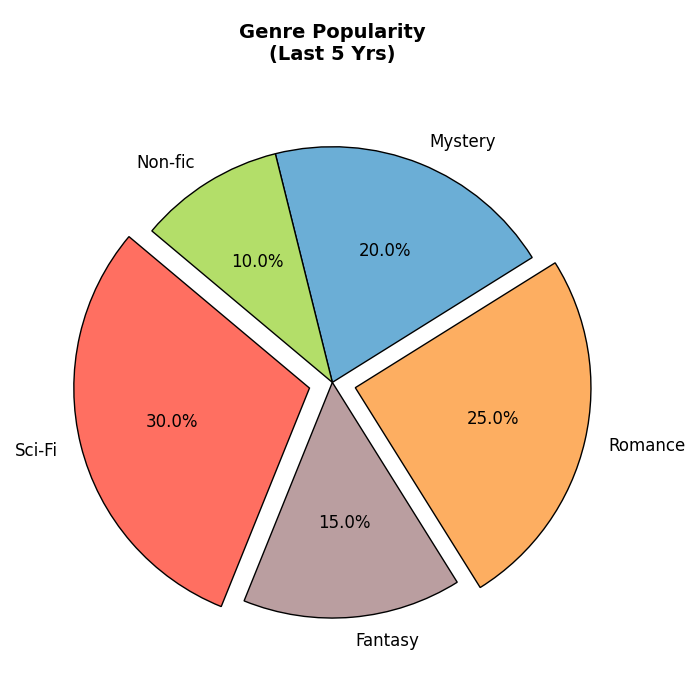 Genre Popularity
(Last 5 Yrs)
Mystery
Non-fic
20.0%
10.0%
30.0%
25.0%
Sci-Fi
Romance
15.0%
Fantasy